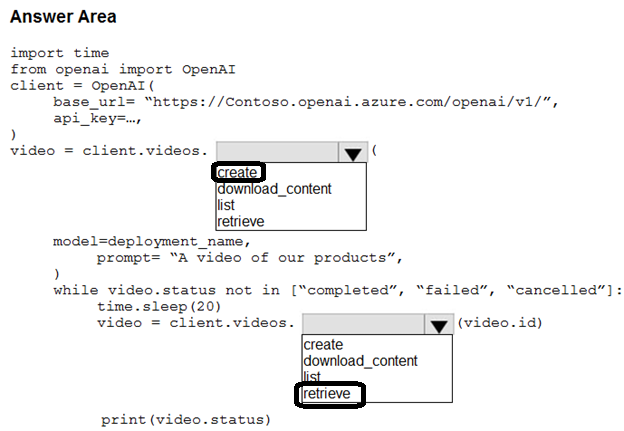 Answer Area
import time
from openai import OpenAI
client = OpenAI(
base_url= “https://Contoso.openai.azure.com/openai/v1/”,
api_key=…,
)
video = client.videos. (
create
download_content
list
retrieve
model=deployment_name,
prompt= “A video of our products”,
)
while video.status not in [“completed”, “failed”, “cancelled”]:
time.sleep(20)
video = client.videos. (video.id)
create
download_content
list
retrieve
print(video.status)